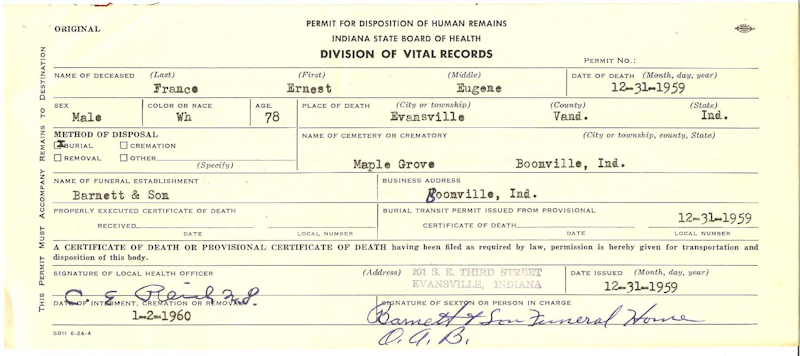 ORIGINAL
PERMIT FOR DISPOSITION OF HUMAN REMAINS
INDIANA STATE BOARD OF HEALTH
DIVISION OF VITAL RECORDS
PERMIT NO.:
THIS PERMIT MUST ACCOMPANY REMAINS TO DESTINATION
NAME OF DECEASED (Last) (First) (Middle) DATE OF DEATH (Month, day, year)
France Ernest Eugene 12-31-1959
SEX COLOR OR RACE AGE PLACE OF DEATH (City or township) (County) (State)
Male Wh 78 Evansville Vand. Ind.
METHOD OF DISPOSAL NAME OF CEMETERY OR CREMATORY (City or township, county, State)
BURIAL CREMATION
REMOVAL OTHER (Specify)
Maple Grove Boonville, Ind.
NAME OF FUNERAL ESTABLISHMENT BUSINESS ADDRESS
Barnett & Son Boonville, Ind.
PROPERLY EXECUTED CERTIFICATE OF DEATH BURIAL TRANSIT PERMIT ISSUED FROM PROVISIONAL
RECEIVED CERTIFICATE OF DEATH 12-31-1959
DATE LOCAL NUMBER DATE LOCAL NUMBER
A CERTIFICATE OF DEATH OR PROVISIONAL CERTIFICATE OF DEATH having been filed as required by law, permission is hereby given for transportation and
disposition of this body.
SIGNATURE OF LOCAL HEALTH OFFICER (Address) 201 S. E. THIRD STREET DATE ISSUED (Month, day, year)
EVANSVILLE, INDIANA 12-31-1959
C. E.
DATE OF INTERMENT, CREMATION OR REMOVAL SIGNATURE OF SEXTON OR PERSON IN CHARGE
1-2-1960 Barnett & Son Funeral Home
O. A. B.
SBH 6-24-4